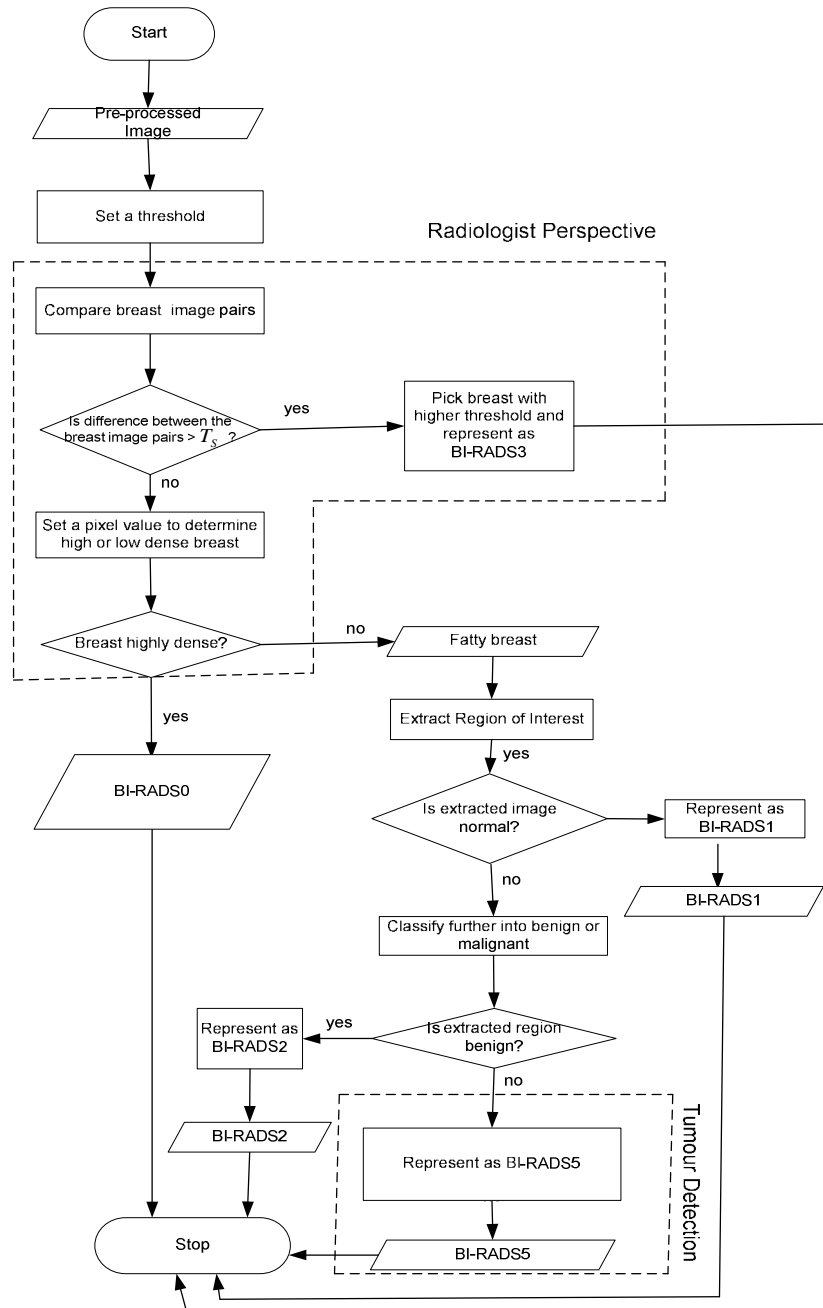 Start
Pre-processed
Image
Set a threshold
Radiologist Perspective
Compare breast image pairs
Is difference between the
breast image pairs > T_S ?
yes
Pick breast with
higher threshold and
represent as
BI-RADS3
no
Set a pixel value to determine
high or low dense breast
Breast highly dense?
no
Fatty breast
yes
Extract Region of Interest
yes
BI-RADS0
Is extracted image
normal?
Represent as
BI-RADS1
no
BI-RADS1
Classify further into benign or
malignant
Is extracted region
benign?
yes
Represent as
BI-RADS2
no
BI-RADS2
Tumour Detection
Represent as BI-RADS5
BI-RADS5
Stop